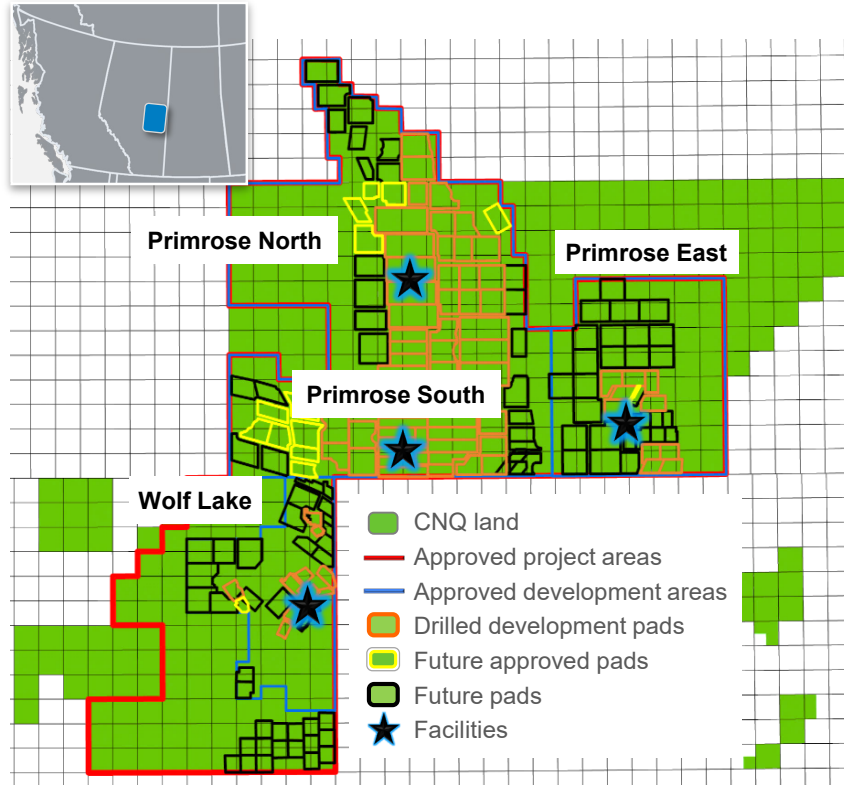 Primrose North
Primrose East
Primrose South
Wolf Lake
CNQ land
Approved project areas
Approved development areas
Drilled development pads
Future approved pads
Future pads
Facilities